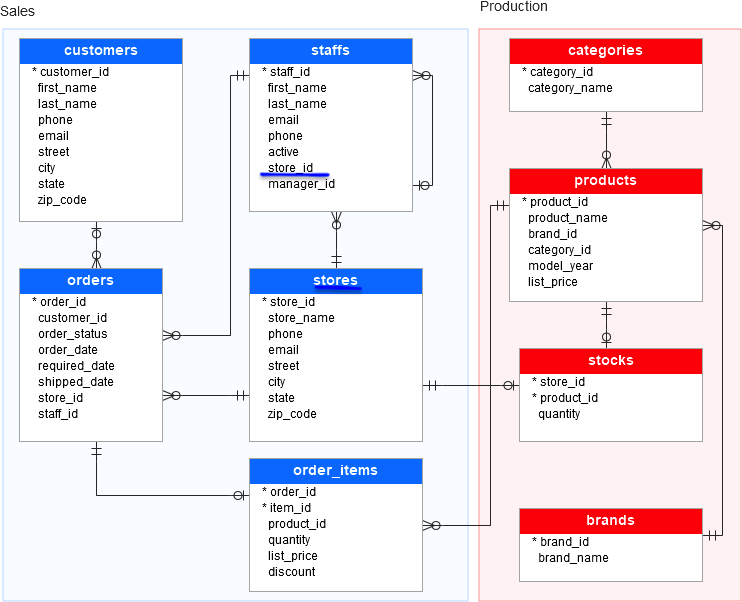 Sales
Production
customers
* customer_id
first_name
last_name
phone
email
street
city
state
zip_code
staffs
* staff_id
first_name
last_name
email
phone
active
store_id
manager_id
categories
* category_id
category_name
products
* product_id
product_name
brand_id
category_id
model_year
list_price
orders
* order_id
customer_id
order_status
order_date
required_date
shipped_date
store_id
staff_id
stores
* store_id
store_name
phone
email
street
city
state
zip_code
stocks
* store_id
* product_id
quantity
order_items
* order_id
* item_id
product_id
quantity
list_price
discount
brands
* brand_id
brand_name